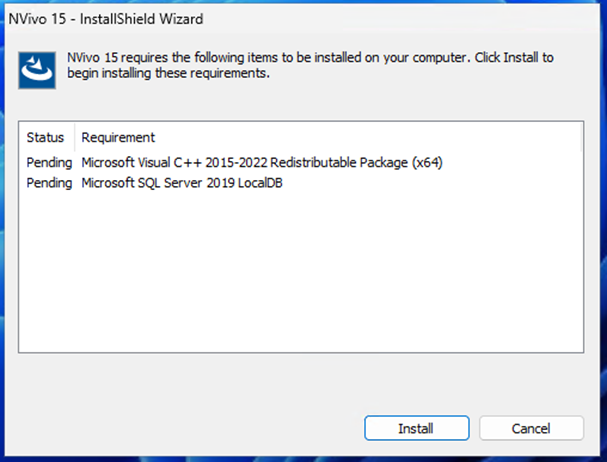 NVivo 15 - InstallShield Wizard
NVivo 15 requires the following items to be installed on your computer. Click Install to
begin installing these requirements.
Status Requirement
Pending Microsoft Visual C++ 2015-2022 Redistributable Package (x64)
Pending Microsoft SQL Server 2019 LocalDB
Install Cancel